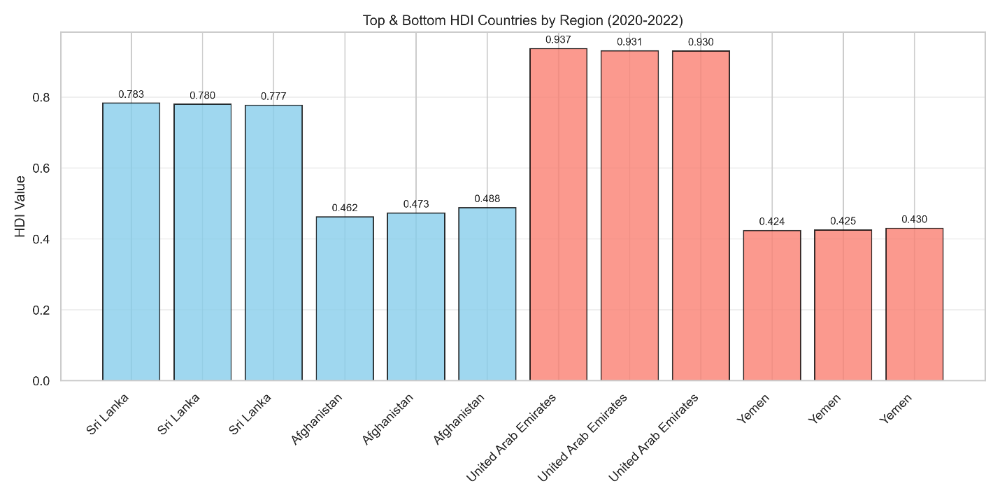 Top & Bottom HDI Countries by Region (2020-2022)
HDI Value
0.8
0.6
0.4
0.2
0.0
0.783
0.780
0.777
0.462
0.473
0.488
0.937
0.931
0.930
0.424
0.425
0.430
Sri Lanka
Sri Lanka
Sri Lanka
Afghanistan
Afghanistan
Afghanistan
United Arab Emirates
United Arab Emirates
United Arab Emirates
Yemen
Yemen
Yemen